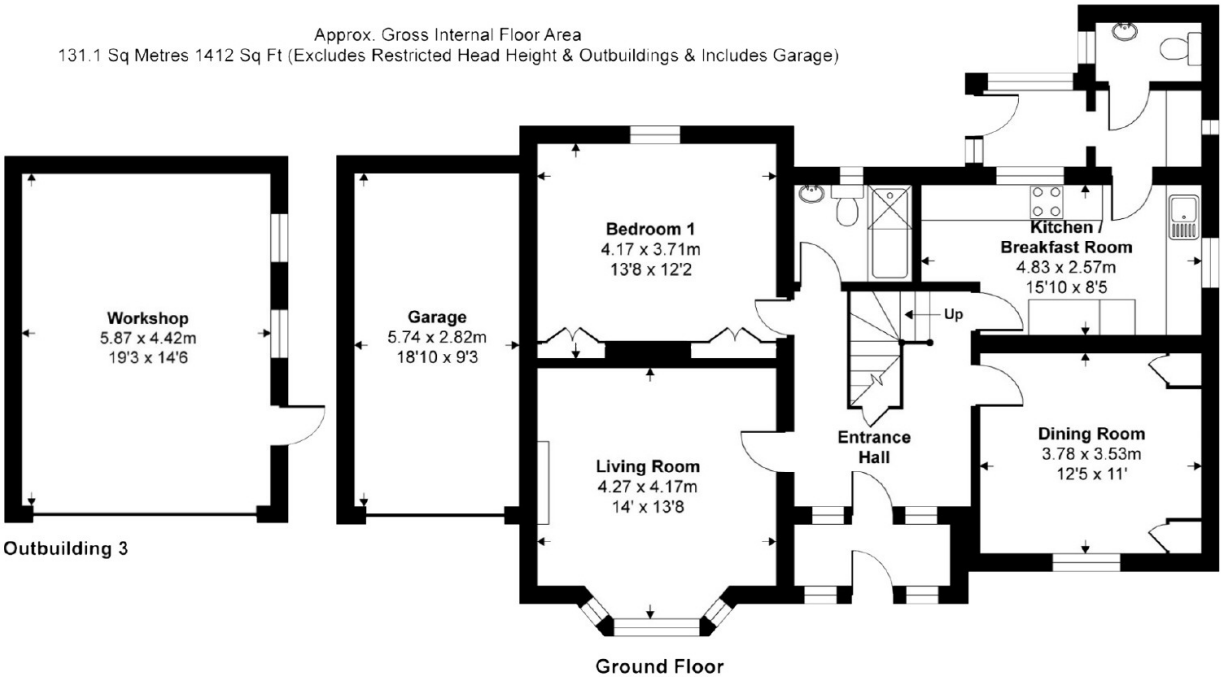 Approx. Gross Internal Floor Area
131.1 Sq Metres 1412 Sq Ft (Excludes Restricted Head Height & Outbuildings & Includes Garage)
Workshop
5.87 x 4.42m
19'3 x 14'6
Outbuilding 3
Garage
5.74 x 2.82m
18'10 x 9'3
Bedroom 1
4.17 x 3.71m
13'8 x 12'2
Living Room
4.27 x 4.17m
14' x 13'8
Up
Entrance
Hall
Kitchen /
Breakfast Room
4.83 x 2.57m
15'10 x 8'5
Dining Room
3.78 x 3.53m
12'5 x 11'
Ground Floor